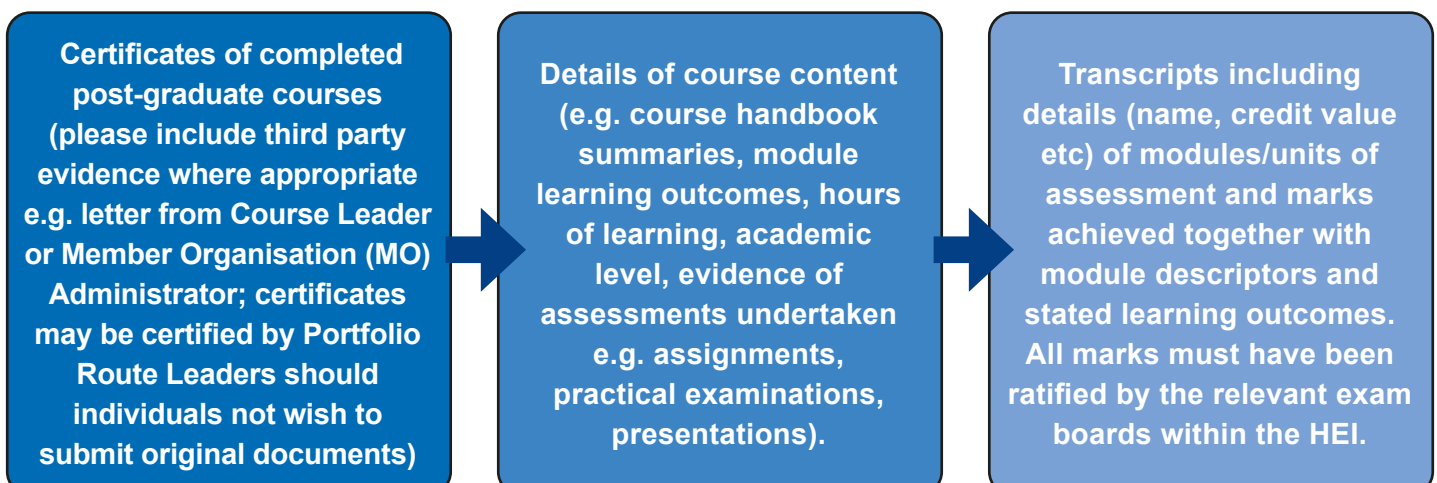 Certificates of completed
post-graduate courses
(please include third party
evidence where appropriate
e.g. letter from Course Leader
or Member Organisation (MO)
Administrator; certificates
may be certified by Portfolio
Route Leaders should
individuals not wish to
submit original documents)
Details of course content
(e.g. course handbook
summaries, module
learning outcomes, hours
of learning, academic
level, evidence of
assessments undertaken
e.g. assignments,
practical examinations,
presentations).
Transcripts including
details (name, credit value
etc) of modules/units of
assessment and marks
achieved together with
module descriptors and
stated learning outcomes.
All marks must have been
ratified by the relevant exam
boards within the HEI.